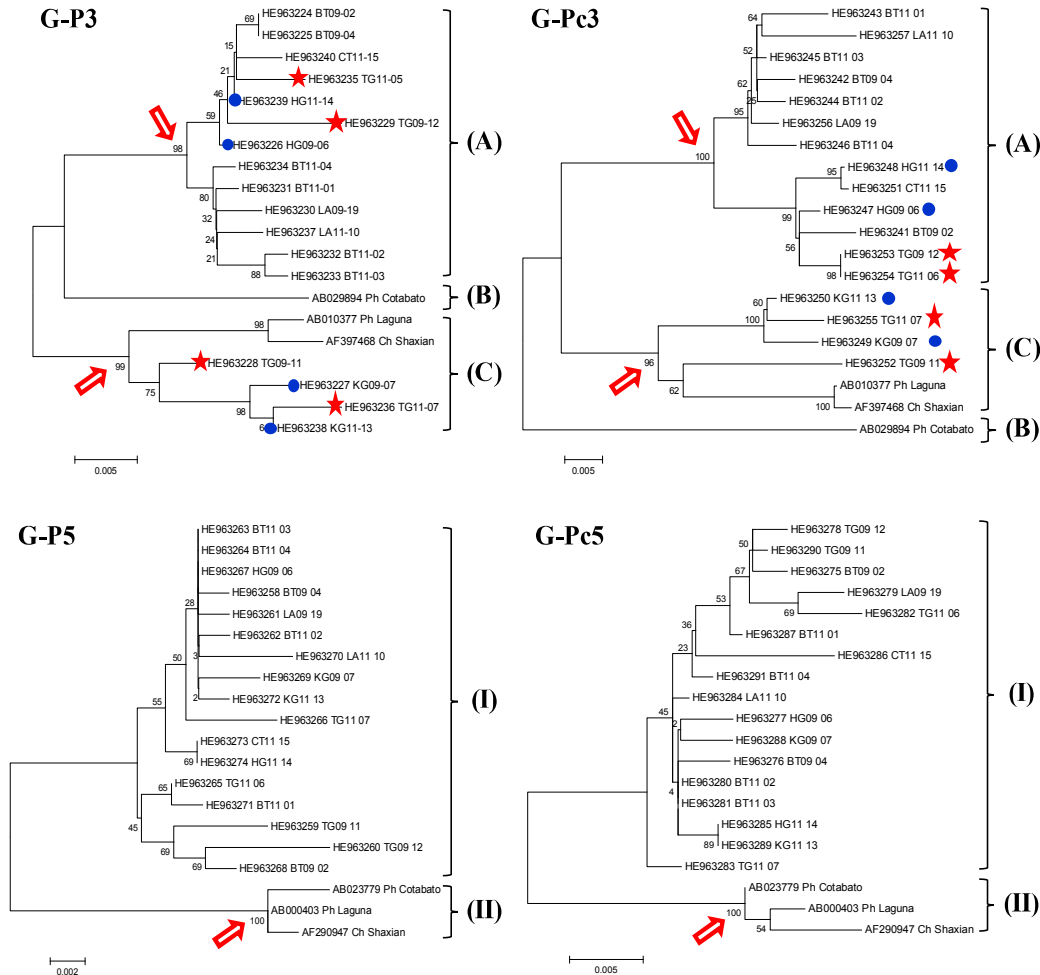 G-P3
HE963224 BT09-02
69
HE963225 BT09-04
15
HE963240 CT11-15
21
HE963235 TG11-05
46
HE963239 HG11-14
59
HE963229 TG09-12
98
HE963226 HG09-06
(A)
HE963234 BT11-04
80
HE963231 BT11-01
32
HE963230 LA09-19
24
HE963237 LA11-10
21
HE963232 BT11-02
88
HE963233 BT11-03
AB029894 Ph Cotabato
(B)
AB010377 Ph Laguna
98
AF397468 Ch Shaxian
99
HE963228 TG09-11
75
HE963227 KG09-07
98
HE963236 TG11-07
HE963238 KG11-13
(C)
0.005
G-Pc3
HE963243 BT11 01
64
HE963257 LA11 10
52
HE963245 BT11 03
62
HE963242 BT09 04
25
HE963244 BT11 02
95
HE963256 LA09 19
HE963246 BT11 04
100
(A)
HE963248 HG11 14
95
HE963251 CT11 15
99
HE963247 HG09 06
HE963241 BT09 02
56
HE963253 TG09 12
98
HE963254 TG11 06
HE963250 KG11 13
60
HE963255 TG11 07
100
HE963249 KG09 07
96
HE963252 TG09 11
62
AB010377 Ph Laguna
100
AF397468 Ch Shaxian
(C)
AB029894 Ph Cotabato
(B)
0.005
G-P5
HE963263 BT11 03
HE963264 BT11 04
HE963267 HG09 06
28
HE963258 BT09 04
HE963261 LA09 19
HE963262 BT11 02
3
HE963270 LA11 10
50
HE963269 KG09 07
2
HE963272 KG11 13
55
HE963266 TG11 07
HE963273 CT11 15
69
HE963274 HG11 14
HE963265 TG11 06
65
HE963271 BT11 01
45
HE963259 TG09 11
69
HE963260 TG09 12
69
HE963268 BT09 02
(I)
AB023779 Ph Cotabato
AB000403 Ph Laguna
100
AF290947 Ch Shaxian
(II)
0.002
G-Pc5
HE963278 TG09 12
50
HE963290 TG09 11
67
HE963275 BT09 02
HE963279 LA09 19
53
69
HE963282 TG11 06
36
HE963287 BT11 01
23
HE963286 CT11 15
HE963291 BT11 04
45
HE963284 LA11 10
2
HE963277 HG09 06
HE963288 KG09 07
HE963276 BT09 04
4
HE963280 BT11 02
HE963281 BT11 03
HE963285 HG11 14
89
HE963289 KG11 13
HE963283 TG11 07
(I)
AB023779 Ph Cotabato
100
AB000403 Ph Laguna
54
AF290947 Ch Shaxian
(II)
0.005